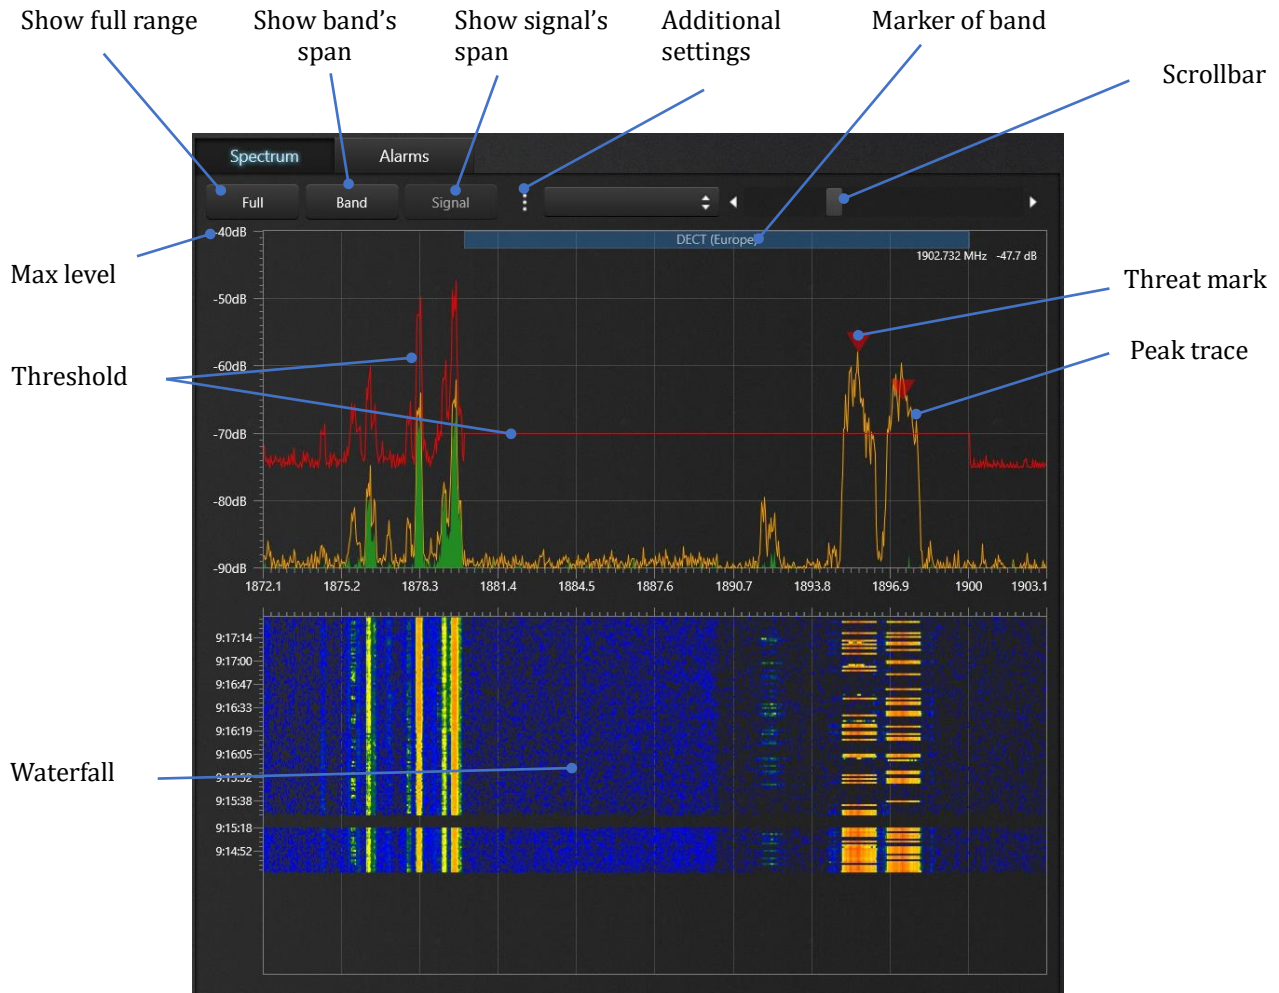 Show full range
Show band's
span
Show signal's
span
Additional
settings
Marker of band
Scrollbar
Spectrum
Alarms
Full
Band
Signal
-40dB
DECT (Europe)
1902.732 MHz -47.7 dB
Max level
-50dB
Threat mark
-60dB
Peak trace
Threshold
-70dB
-80dB
-90dB
1872.1 1875.2 1878.3 1881.4 1884.5 1887.6 1890.7 1893.8 1896.9 1900 1903.1
9:17:14
9:17:00
9:16:47
9:16:33
9:16:19
9:16:05
Waterfall
9:15:52
9:15:38
9:15:18
9:14:52